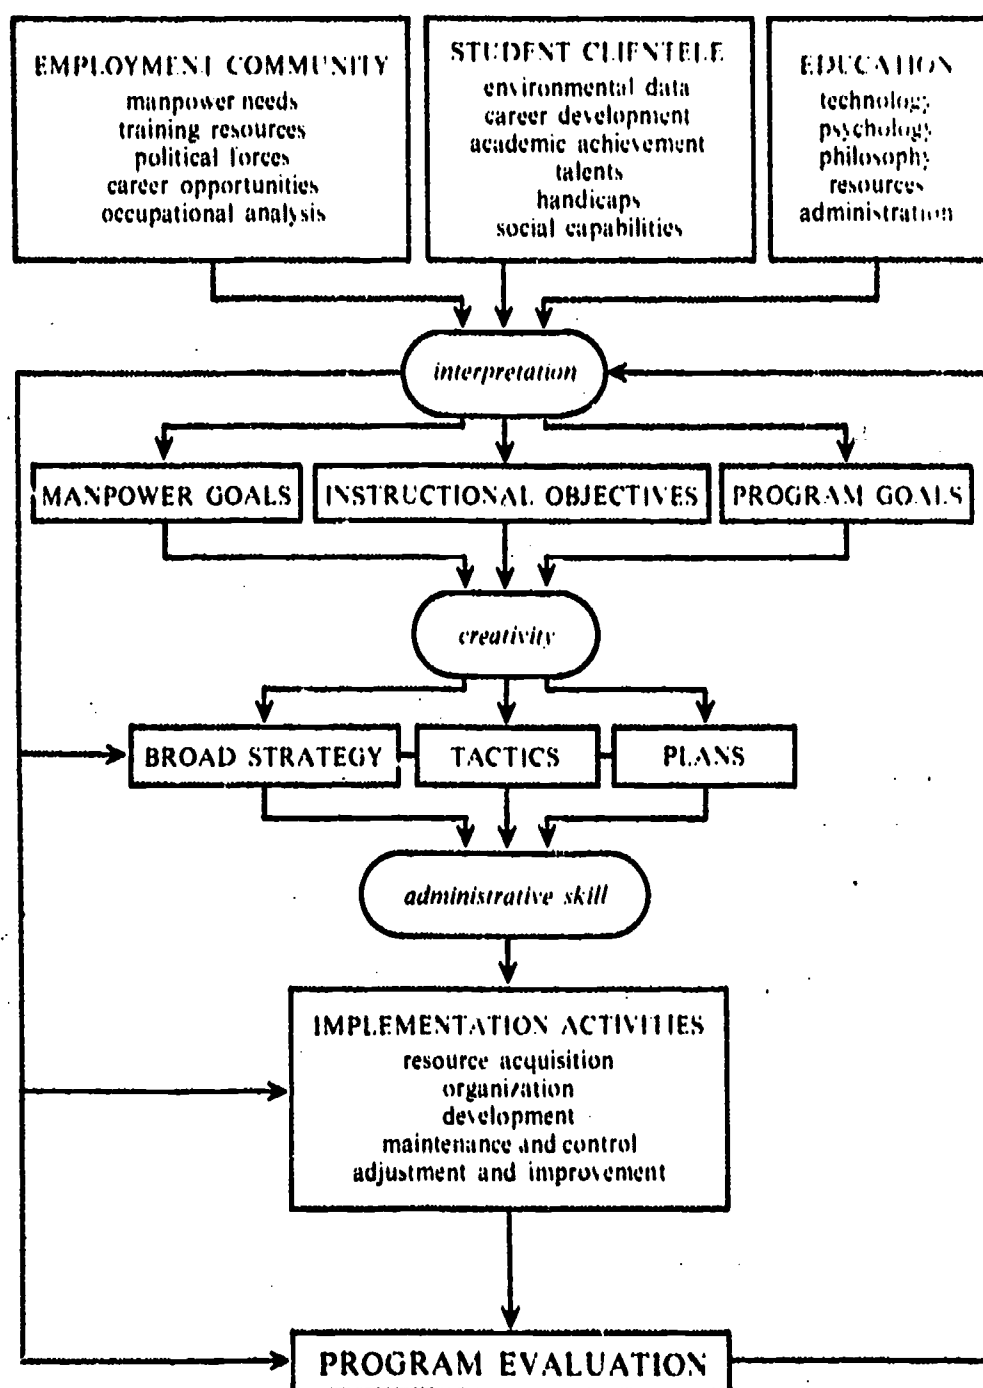 EMPLOYMENT COMMUNITY
manpower needs
training resources
political forces
career opportunities
occupational analysis
STUDENT CLIENTELE
environmental data
career development
academic achievement
talents
handicaps
social capabilities
EDUCATION
technology
psychology
philosophy
resources
administration
interpretation
MANPOWER GOALS
INSTRUCTIONAL OBJECTIVES
PROGRAM GOALS
creativity
BROAD STRATEGY
TACTICS
PLANS
administrative skill
IMPLEMENTATION ACTIVITIES
resource acquisition
organization
development
maintenance and control
adjustment and improvement
PROGRAM EVALUATION